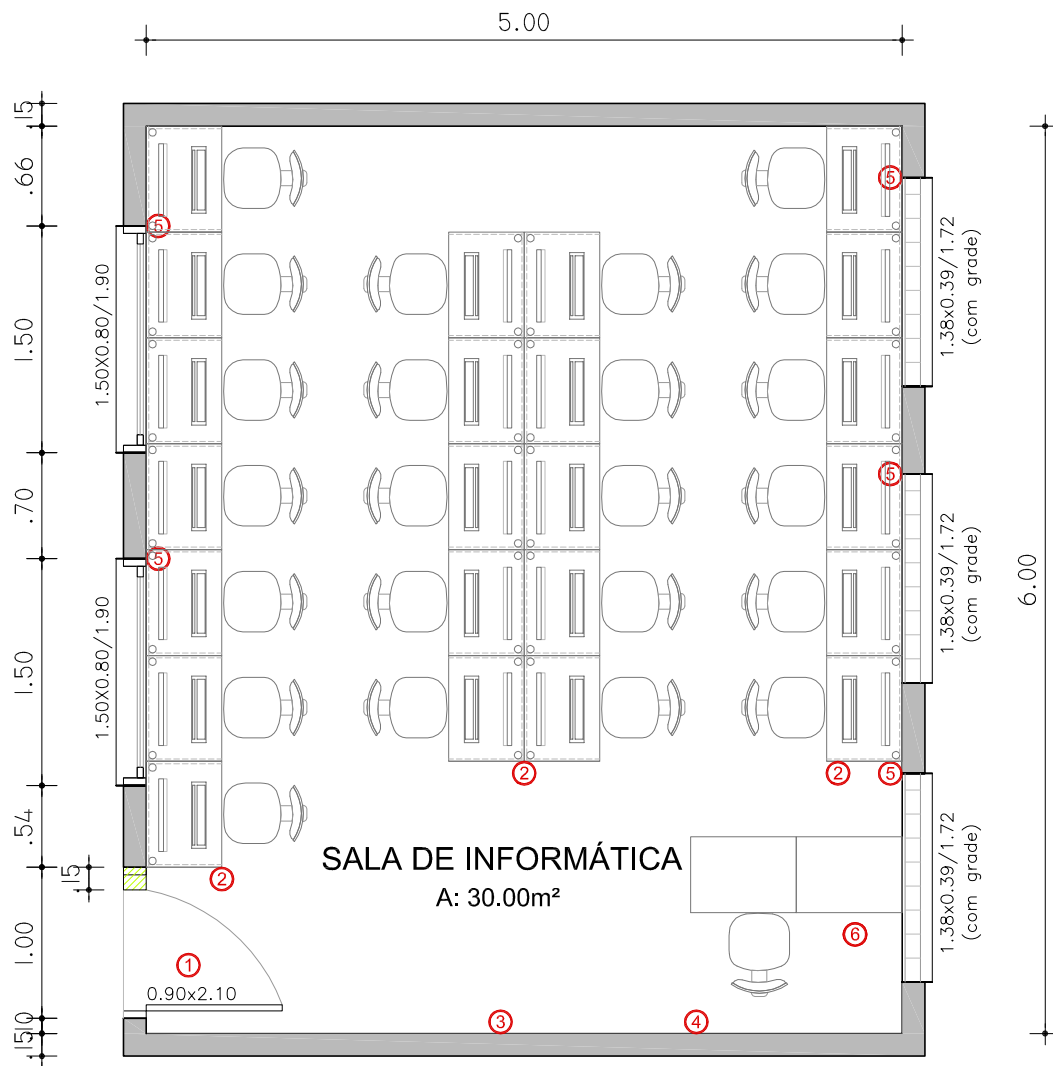 5.00
.15
.66
1.50
.70
1.50
.54
.15
1.00
.10
.15
1.50X0.80/1.90
1.50X0.80/1.90
5
5
5
5
1.38x0.39/1.72
(com grade)
1.38x0.39/1.72
(com grade)
1.38x0.39/1.72
(com grade)
6.00
2
2
5
SALA DE INFORMÁTICA
A: 30.00m²
2
6
1
0.90x2.10
3
4